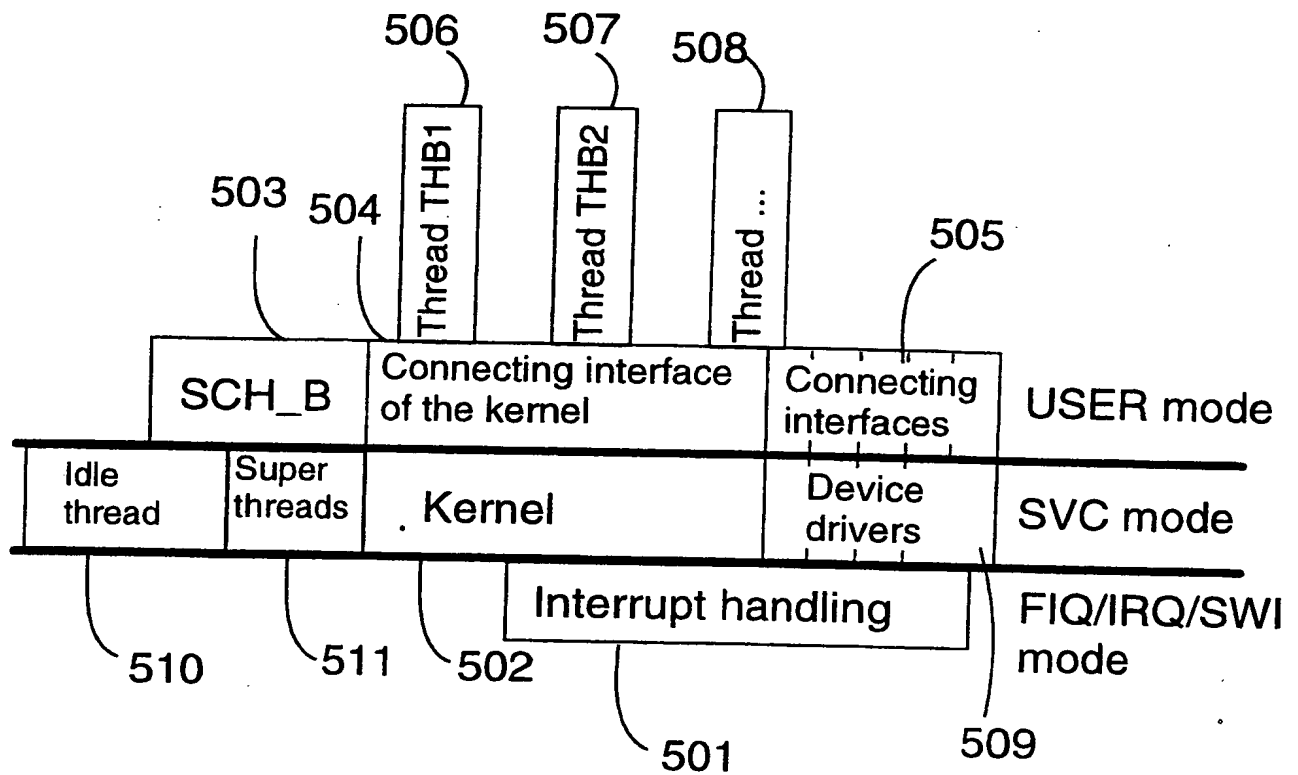 506
507
508
Thread THB1
Thread THB2
Thread ...
503
504
505
SCH_B
Connecting interface
of the kernel
Connecting
interfaces
USER mode
Idle
thread
Super
threads
Kernel
Device
drivers
SVC mode
Interrupt handling
FIQ/IRQ/SWI
mode
510
511
502
501
509